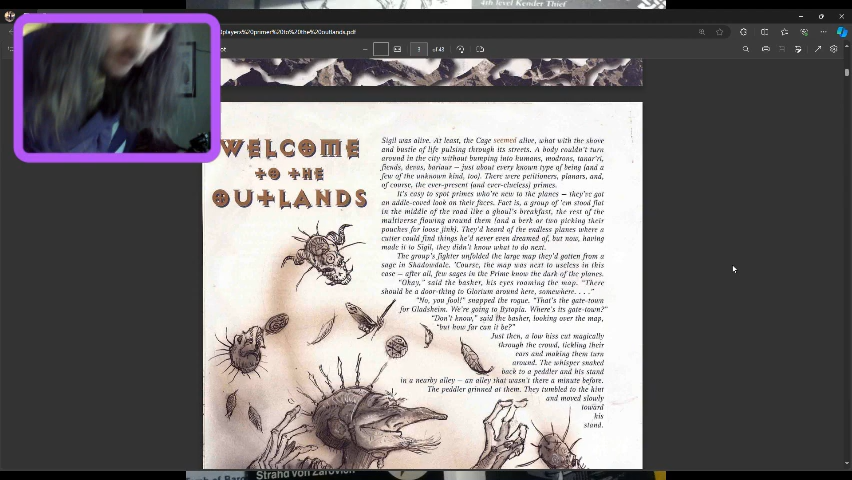 4th level Kender Thief
player's%20primer%20to%20the%20outlands.pdf
3 of 43
WELCOME
TO THE
OUTLANDS
Sigil was alive. At least, the Cage seemed alive, what with the shove
and bustle of life pulsing through its streets. A body couldn't turn
around in the city without bumping into humans, modrons, tanar'ri,
fiends, devas, bariaur — just about every known type of being (and a
few of the unknown kind, too). There were petitioners, planars, and,
of course, the ever-present (and ever-clueless) primes.
It's easy to spot primes who're new to the planes — they've got
an addle-coved look on their faces. Fact is, a group of 'em stood flat
in the middle of the road like a ghoul's breakfast, the rest of the
multiverse flowing around them (and a berk or two picking their
pouches for loose jink). They'd heard of the endless planes where a
cutter could find things he'd never even dreamed of, but now, having
made it to Sigil, they didn't know what to do next.
The group's fighter unfolded the large map they'd gotten from a
sage in Shadowdale. 'Course, the map was next to useless in this
case — after all, few sages in the Prime know the dark of the planes.
"Okay," said the basher, his eyes roaming the map. "There
should be a door-thing to Glorium around here, somewhere. . . ."
"No, you fool!" snapped the rogue. "That's the gate-town
for Gladsheim. We're going to Bytopia. Where's its gate-town?"
"Don't know," said the basher, looking over the map,
"but how far can it be?"
Just then, a low hiss cut magically
through the crowd, tickling their
ears and making them turn
around. The whisper snaked
back to a peddler and his stand
in a nearby alley — an alley that wasn't there a minute before.
The peddler grinned at them. They tumbled to the hint
and moved slowly
toward
his
stand.
Strahd von Zarovich